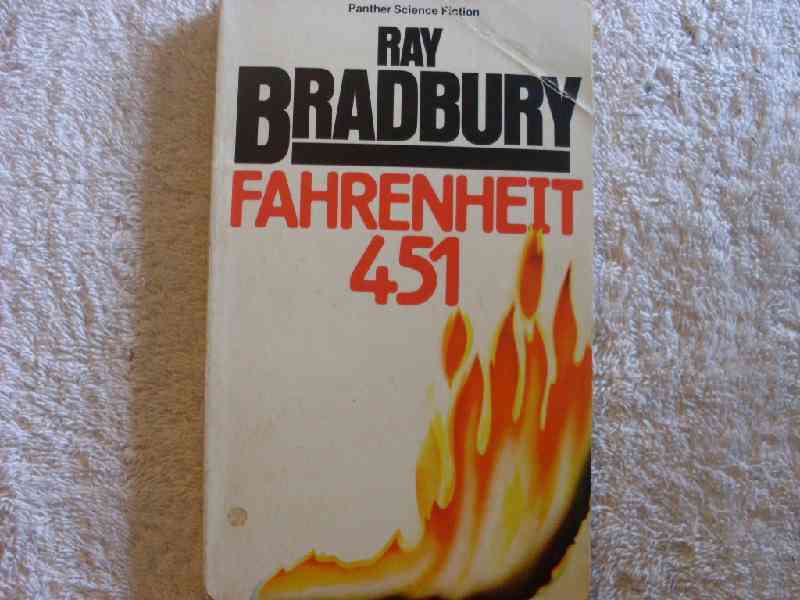 Panther Science Fiction
RAY
BRADBURY
FAHRENHEIT
451